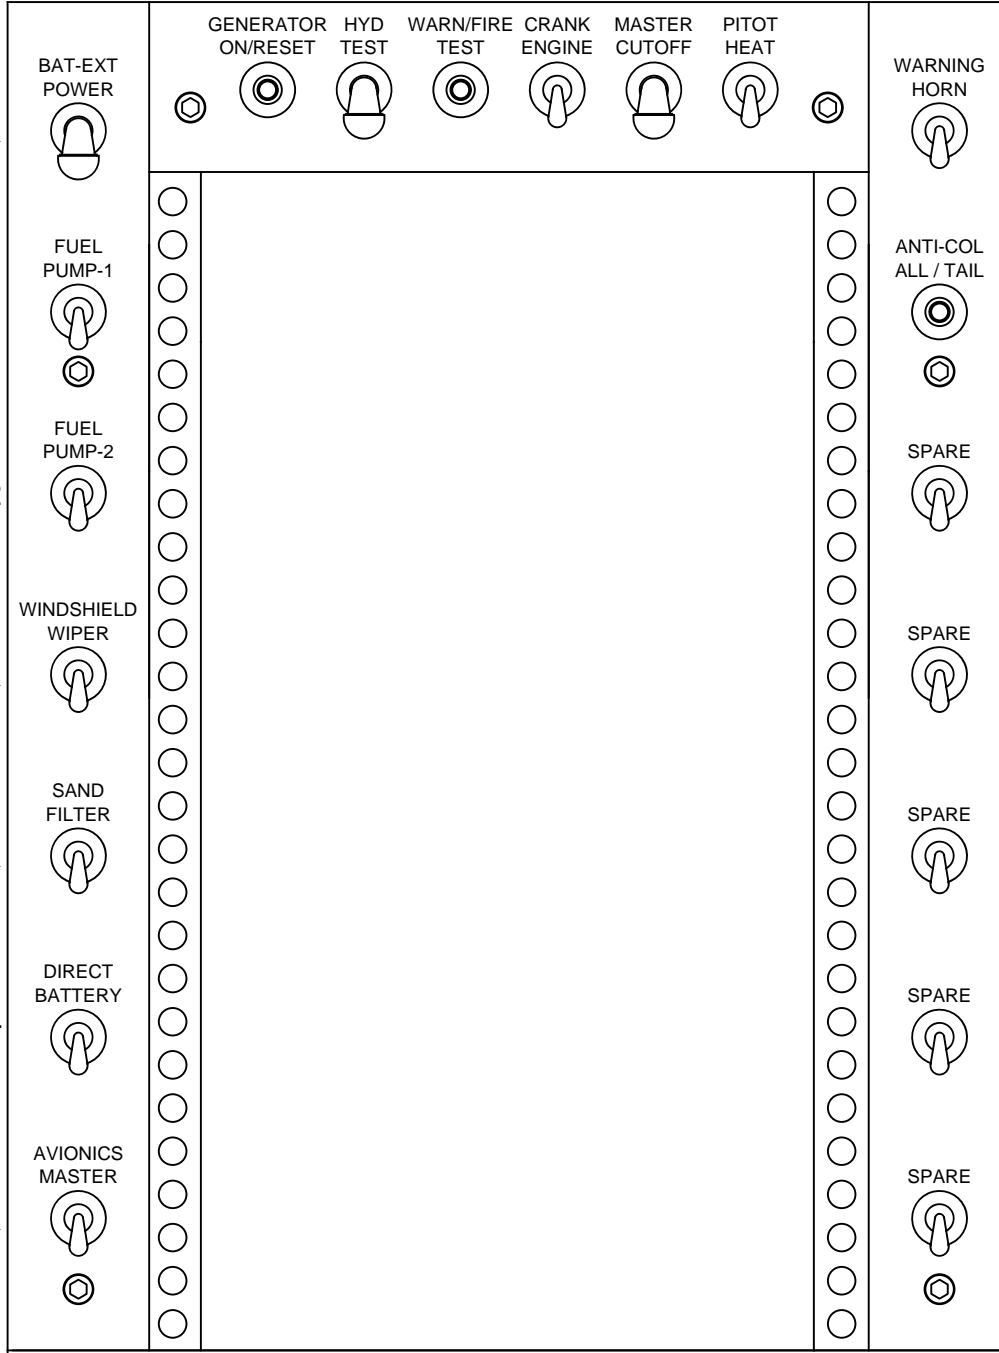 GENERATOR
ON/RESET
HYD
TEST
WARN/FIRE
TEST
CRANK
ENGINE
MASTER
CUTOFF
PITOT
HEAT
BAT-EXT
POWER
FUEL
PUMP-1
FUEL
PUMP-2
WINDSHIELD
WIPER
SAND
FILTER
DIRECT
BATTERY
AVIONICS
MASTER
WARNING
HORN
ANTI-COL
ALL / TAIL
SPARE
SPARE
SPARE
SPARE
SPARE